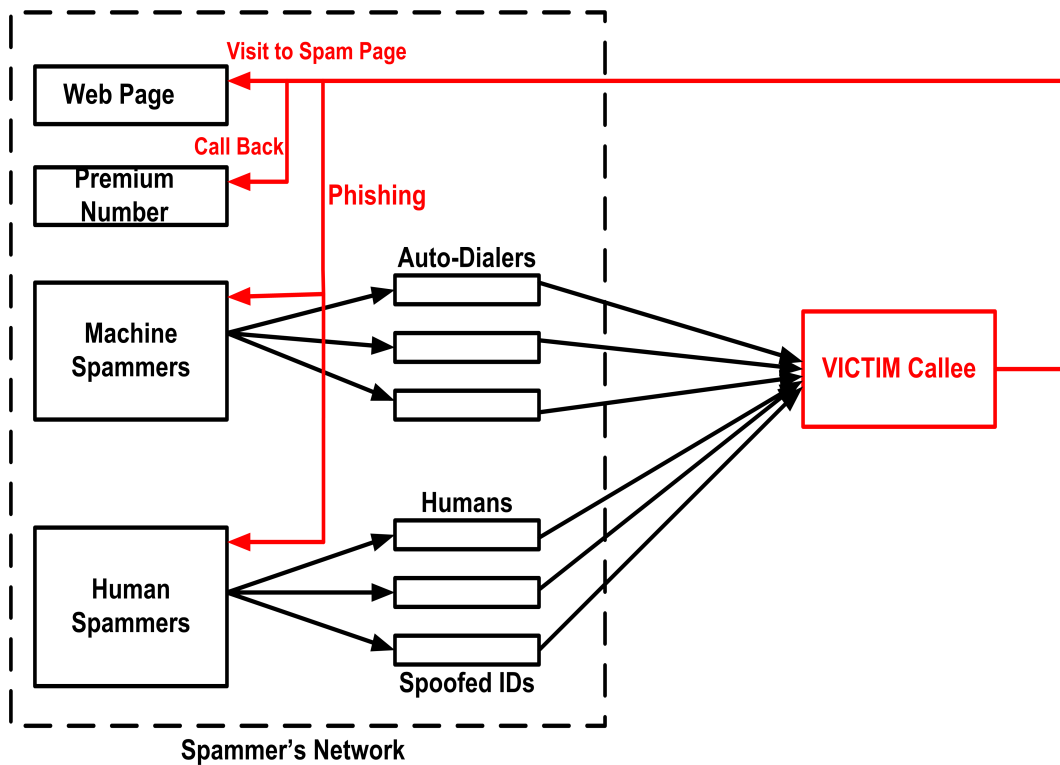 Visit to Spam Page
Web Page
Call Back
Premium
Number
Phishing
Auto-Dialers
Machine
Spammers
VICTIM Callee
Humans
Human
Spammers
Spoofed IDs
Spammer's Network